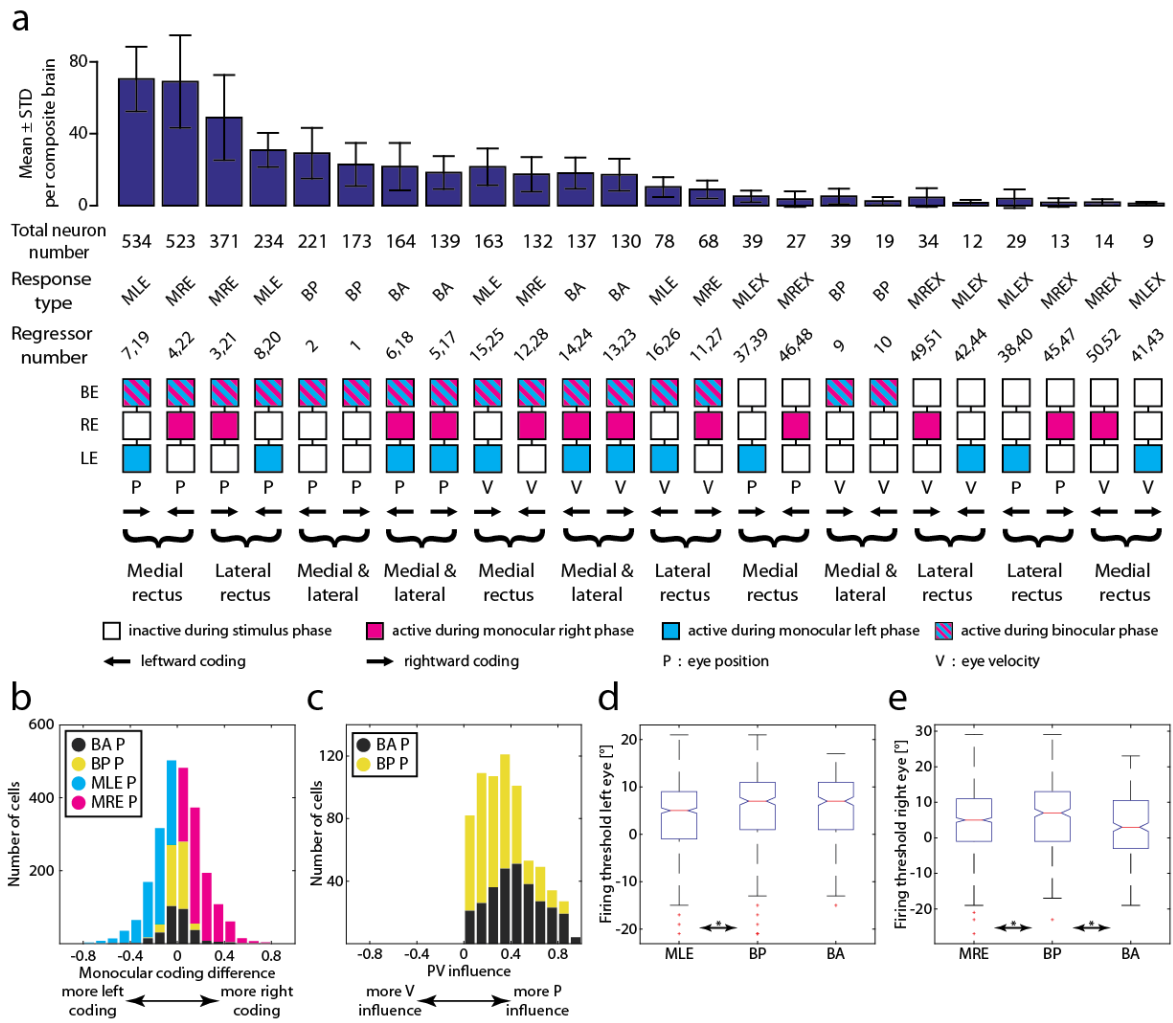 a
80
40
0
Mean ± STD
per composite brain
Total neuron
number
534 523 371 234 221 173 164 139 163 132 137 130 78 68 39 27 39 19 34 12 29 13 14 9
Response
type
MLE MRE MRE MLE BP BP BA BA MLE MRE BA BA MLE MRE MLEX MREX BP BP MREX MLEX MLEX MREX MREX MLEX
Regressor
number
7,19 4,22 3,21 8,20 2 1 6,18 5,17 15,25 12,28 14,24 13,23 16,26 11,27 37,39 46,48 9 10 49,51 42,44 38,40 45,47 50,52 41,43
BE
RE
LE
P P P P P P P P V V V V V V P P V V V V P P V V
Medial rectus
Lateral rectus
Medial & lateral
Medial & lateral
Medial rectus
Medial & lateral
Lateral rectus
Medial rectus
Medial & lateral
Lateral rectus
Lateral rectus
Medial rectus
inactive during stimulus phase
active during monocular right phase
active during monocular left phase
active during binocular phase
leftward coding
rightward coding
P : eye position
V : eye velocity
b
600
400
200
Number of cells
BA P
BP P
MLE P
MRE P
-0.8 -0.4 0 0.4 0.8
Monocular coding difference
more left
coding
more right
coding
c
120
80
40
Number of cells
BA P
BP P
-0.8 -0.4 0 0.4 0.8
PV influence
more V
influence
more P
influence
d
20
10
0
-10
-20
Firing threshold left eye [°]
*
MLE BP BA
e
30
20
10
0
-10
-20
Firing threshold right eye [°]
* *
MRE BP BA